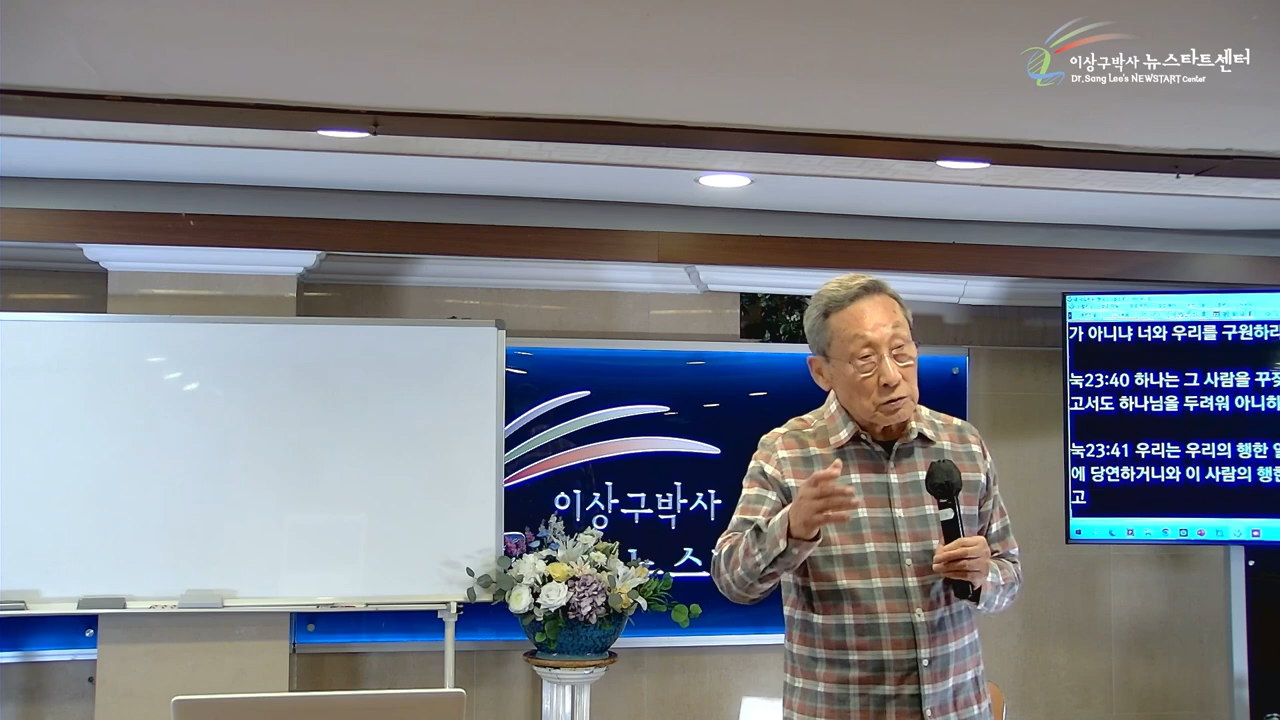 이상구박사 뉴스타트센터
Dr. Sang Lee's NEWSTART Center
가 아니냐 너와 우리를 구원하라
눅23:40 하나는 그 사람을 꾸짖
고서도 하나님을 두려워 아니하
눅23:41 우리는 우리의 행한 일
에 당연하거니와 이 사람의 행한
고
이상구박사